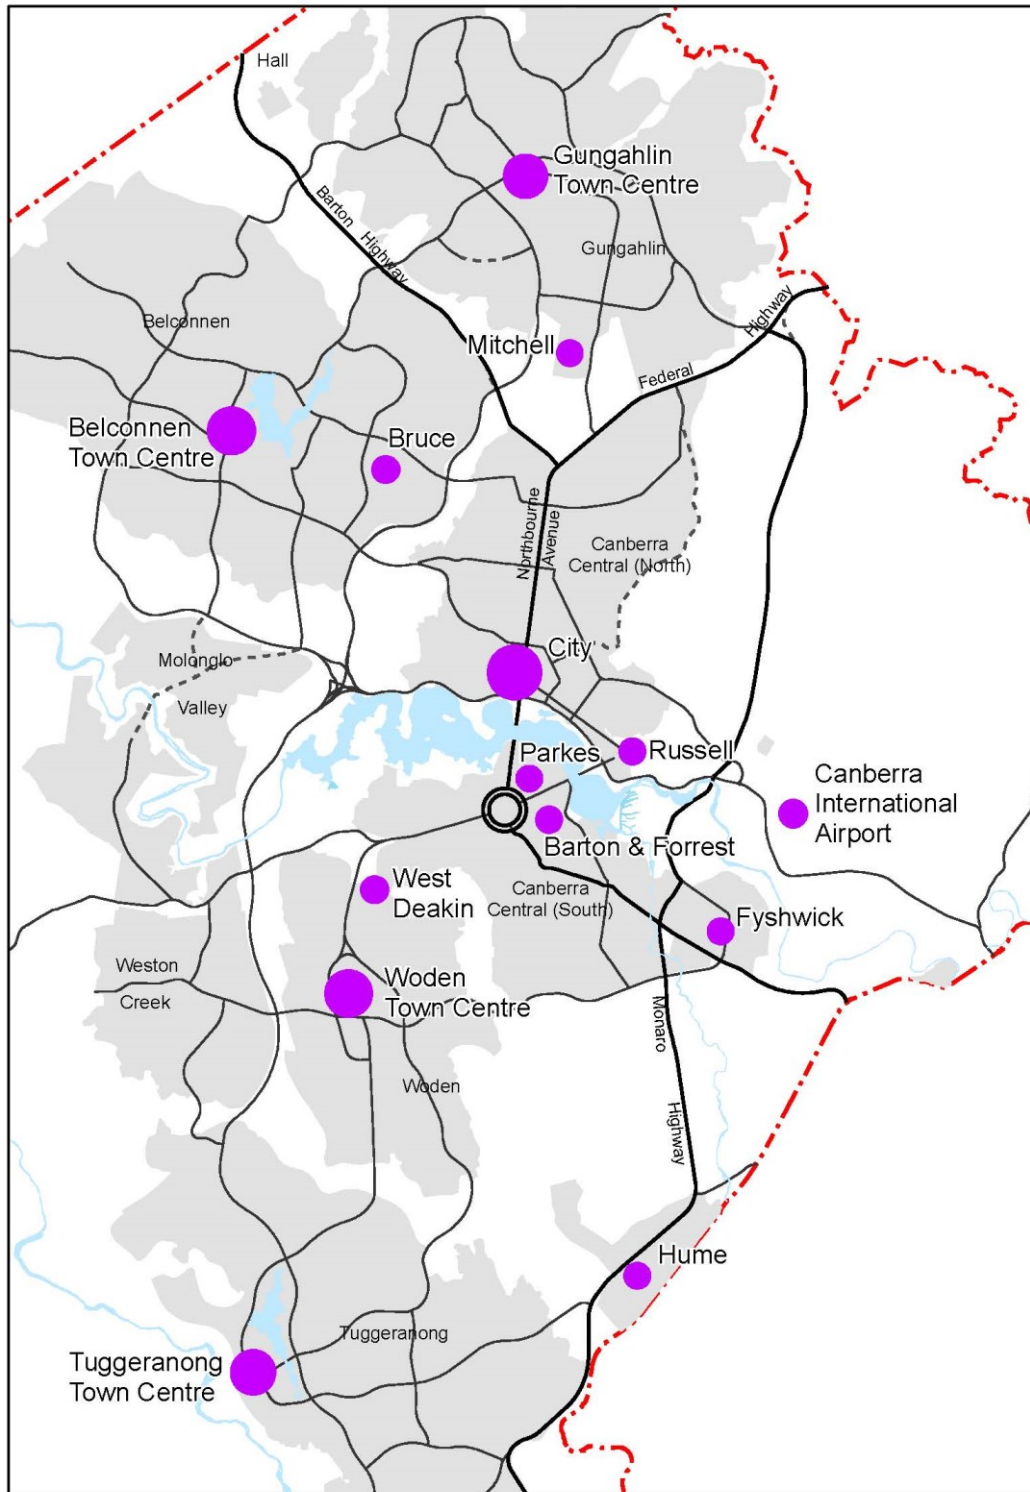 Hall
Gungahlin
Town Centre
Barton Highway
Gungahlin
Highway
Belconnen
Mitchell
Federal
Belconnen
Town Centre
Bruce
Northbourne
Avenue
Canberra
Central (North)
City
Molonglo
Valley
Parkes
Russell
Canberra
International
Airport
Barton & Forrest
West
Deakin
Canberra
Central (South)
Fyshwick
Weston
Creek
Woden
Town Centre
Monaro
Woden
Highway
Hume
Tuggeranong
Tuggeranong
Town Centre